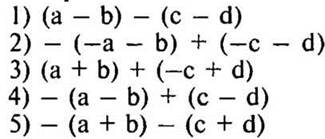 1) (a – b) – (c – d)
2) – (–a – b) + (–c – d)
3) (a + b) + (–c + d)
4) – (a – b) + (c – d)
5) – (a + b) – (c + d)